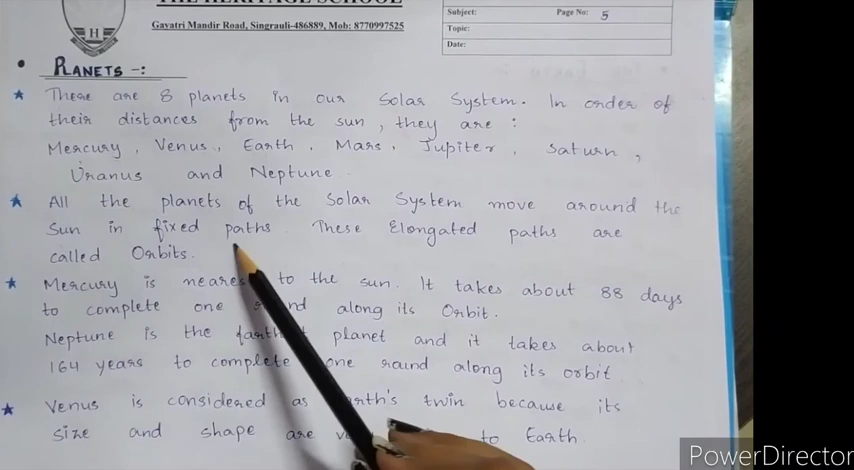 THE HERITAGE SCHOOL
Gayatri Mandir Road, Singrauli-486889, Mob: 8770997525
H
Subject:
Page No: 5
Topic:
Date:
• PLANETS -:
★ There are 8 planets in our Solar System. In order of
their distances from the sun, they are :
Mercury, Venus, Earth, Mars, Jupiter, Saturn,
Uranus and Neptune.
★ All the planets of the Solar System move around the
Sun in fixed paths. These Elongated paths are
called Orbits.
★ Mercury is nearest to the sun. It takes about 88 days
to complete one round along its Orbit.
Neptune is the farthest planet and it takes about
164 years to complete one round along its orbit.
★ Venus is considered as Earth's twin because its
size and shape are to Earth.
PowerDirector